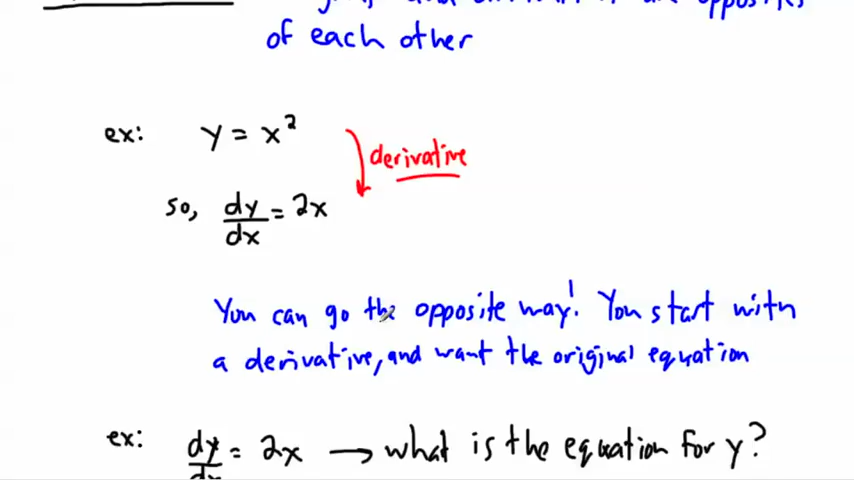 opposites
of each other
ex: y = x²
derivative
so, dy/dx = 2x
You can go the opposite way! You start with
a derivative, and want the original equation
ex: dy/dx = 2x → what is the equation for y?